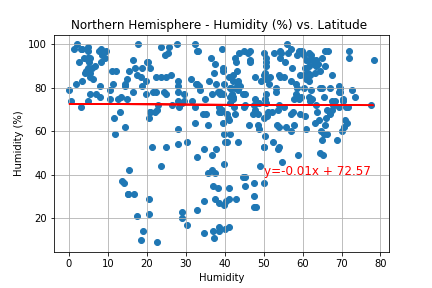 Northern Hemisphere - Humidity (%) vs. Latitude
100
80
60
40
20
Humidity (%)
y=-0.01x + 72.57
0 10 20 30 40 50 60 70 80
Humidity